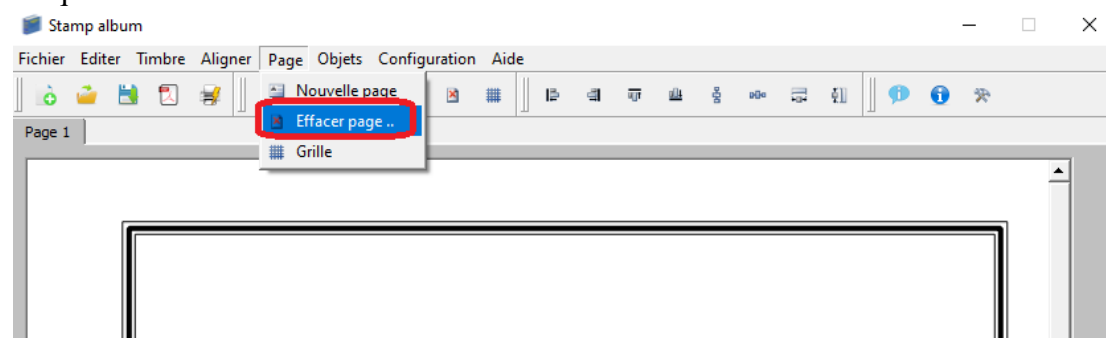 Stamp album
Fichier Editer Timbre Aligner Page Objets Configuration Aide
Nouvelle page
Effacer page ..
Page 1
Grille